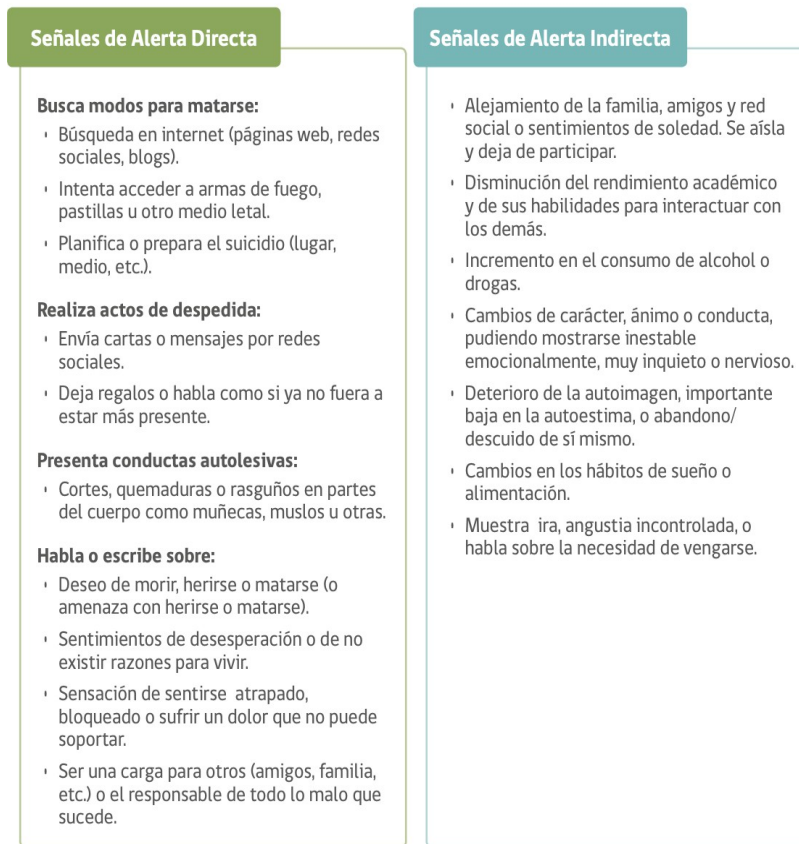 Señales de Alerta Directa
Busca modos para matarse:
Búsqueda en internet (páginas web, redes
sociales, blogs).
Intenta acceder a armas de fuego,
pastillas u otro medio letal.
Planifica o prepara el suicidio (lugar,
medio, etc.).
Realiza actos de despedida:
Envía cartas o mensajes por redes
sociales.
Deja regalos o habla como si ya no fuera a
estar más presente.
Presenta conductas autolesivas:
Cortes, quemaduras o rasguños en partes
del cuerpo como muñecas, muslos u otras.
Habla o escribe sobre:
Deseo de morir, herirse o matarse (o
amenaza con herirse o matarse).
Sentimientos de desesperación o de no
existir razones para vivir.
Sensación de sentirse atrapado,
bloqueado o sufrir un dolor que no puede
soportar.
Ser una carga para otros (amigos, familia,
etc.) o el responsable de todo lo malo que
sucede.
Señales de Alerta Indirecta
Alejamiento de la familia, amigos y red
social o sentimientos de soledad. Se aísla
y deja de participar.
Disminución del rendimiento académico
y de sus habilidades para interactuar con
los demás.
Incremento en el consumo de alcohol o
drogas.
Cambios de carácter, ánimo o conducta,
pudiendo mostrarse inestable
emocionalmente, muy inquieto o nervioso.
Deterioro de la autoimagen, importante
baja en la autoestima, o abandono/
descuido de sí mismo.
Cambios en los hábitos de sueño o
alimentación.
Muestra ira, angustia incontrolada, o
habla sobre la necesidad de vengarse.